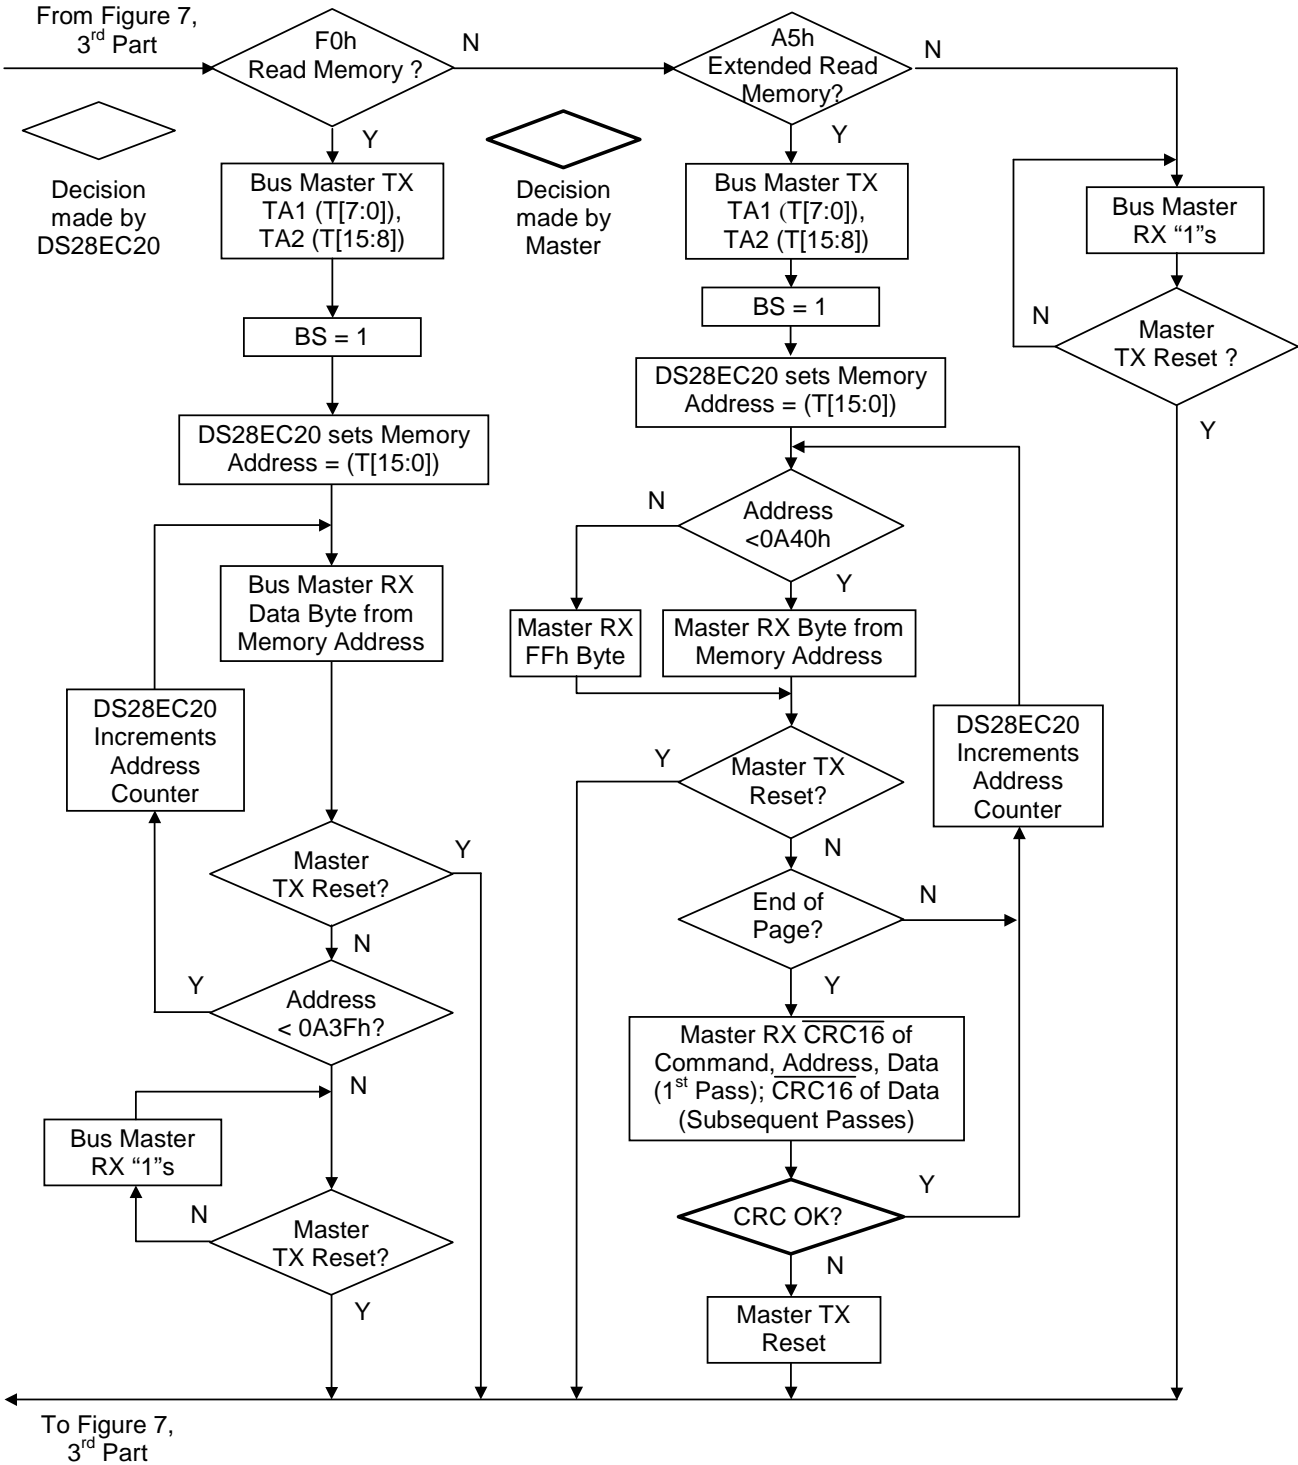 From Figure 7,
3rd Part
F0h
Read Memory ?
N
Y
A5h
Extended Read
Memory?
N
Y
Decision
made by
DS28EC20
Decision
made by
Master
Bus Master TX
TA1 (T[7:0]),
TA2 (T[15:8])
BS = 1
DS28EC20 sets Memory
Address = (T[15:0])
Bus Master RX
Data Byte from
Memory Address
DS28EC20
Increments
Address
Counter
Master
TX Reset?
Y
N
Address
< 0A3Fh?
Y
N
Bus Master
RX “1”s
Master
TX Reset?
N
Y
Bus Master TX
TA1 (T[7:0]),
TA2 (T[15:8])
BS = 1
DS28EC20 sets Memory
Address = (T[15:0])
Address
<0A40h
N
Y
Master RX
FFh Byte
Master RX Byte from
Memory Address
Master TX
Reset?
Y
N
DS28EC20
Increments
Address
Counter
End of
Page?
N
Y
Master RX CRC16 of
Command, Address, Data
(1st Pass); CRC16 of Data
(Subsequent Passes)
CRC OK?
Y
N
Master TX
Reset
Bus Master
RX “1”s
Master
TX Reset ?
N
Y
To Figure 7,
3rd Part